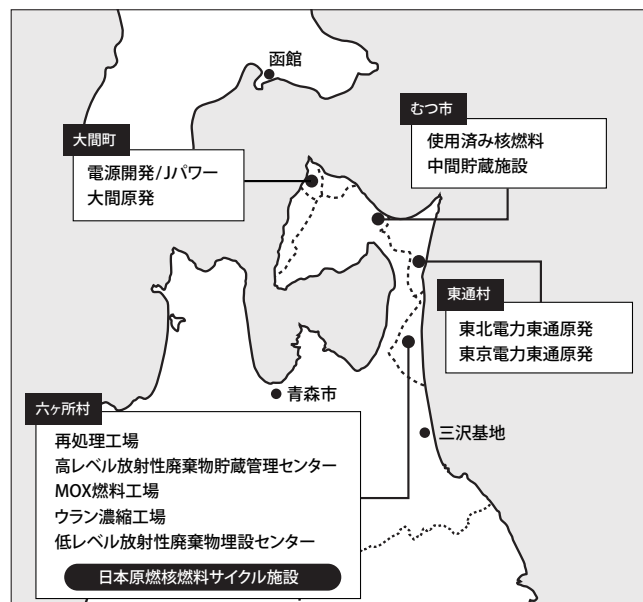 函館
大間町
電源開発/Jパワー
大間原発
むつ市
使用済み核燃料
中間貯蔵施設
東通村
東北電力東通原発
東京電力東通原発
青森市
三沢基地
六ヶ所村
再処理工場
高レベル放射性廃棄物貯蔵管理センター
MOX燃料工場
ウラン濃縮工場
低レベル放射性廃棄物埋設センター
日本原燃核燃料サイクル施設